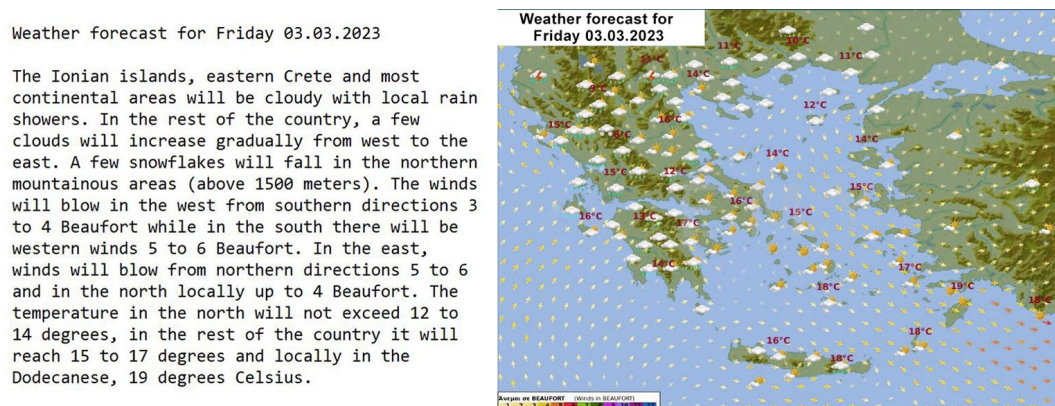 Weather forecast for Friday 03.03.2023
The Ionian islands, eastern Crete and most
continental areas will be cloudy with local rain
showers. In the rest of the country, a few
clouds will increase gradually from west to the
east. A few snowflakes will fall in the northern
mountainous areas (above 1500 meters). The winds
will blow in the west from southern directions 3
to 4 Beaufort while in the south there will be
western winds 5 to 6 Beaufort. In the east,
winds will blow from northern directions 5 to 6
and in the north locally up to 4 Beaufort. The
temperature in the north will not exceed 12 to
14 degrees, in the rest of the country it will
reach 15 to 17 degrees and locally in the
Dodecanese, 19 degrees Celsius.
Weather forecast for
Friday 03.03.2023
10°C
11°C
11°C
11°C
14°C
9°C
12°C
15°C
16°C
8°C
14°C
14°C
15°C
12°C
15°C
16°C
16°C
13°C
17°C
15°C
14°C
17°C
18°C
19°C
18°C
18°C
16°C
18°C
Άνεμοι σε BEAUFORT (Winds in BEAUFORT)